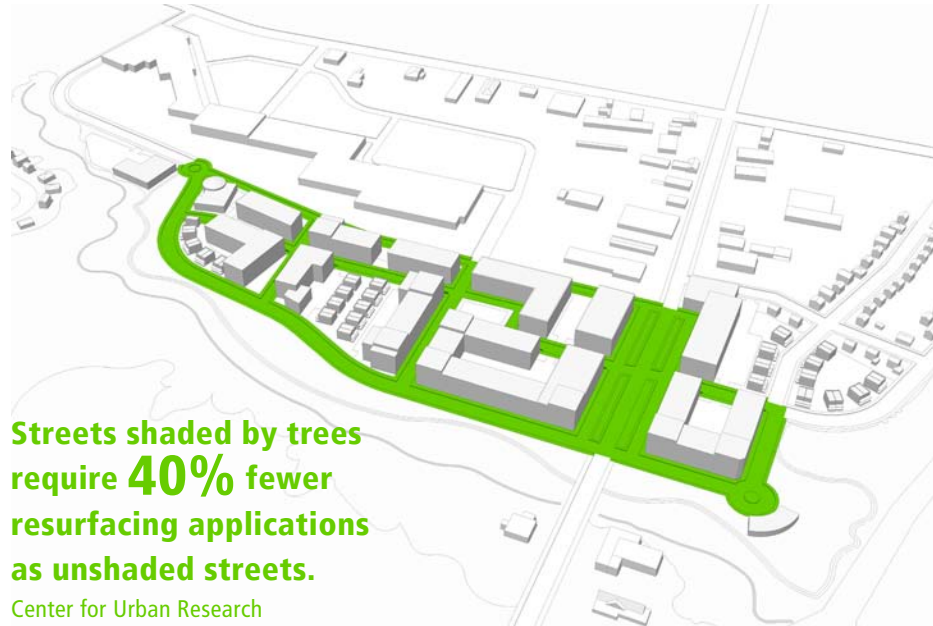 Streets shaded by trees
require 40% fewer
resurfacing applications
as unshaded streets.
Center for Urban Research